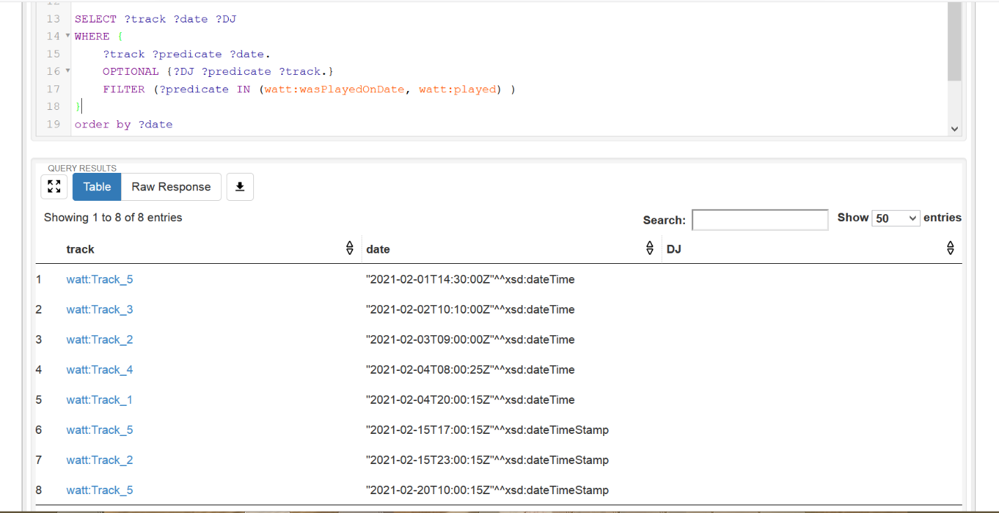 13 SELECT ?track ?date ?DJ
14 WHERE {
15 ?track ?predicate ?date.
16 OPTIONAL {?DJ ?predicate ?track.}
17 FILTER (?predicate IN (watt:wasPlayedOnDate, watt:played) )
18 }
19 order by ?date
QUERY RESULTS
Table Raw Response
Showing 1 to 8 of 8 entries Search: Show 50 entries
track date DJ
1 watt:Track_5 "2021-02-01T14:30:00Z"^^xsd:dateTime
2 watt:Track_3 "2021-02-02T10:10:00Z"^^xsd:dateTime
3 watt:Track_2 "2021-02-03T09:00:00Z"^^xsd:dateTime
4 watt:Track_4 "2021-02-04T08:00:25Z"^^xsd:dateTime
5 watt:Track_1 "2021-02-04T20:00:15Z"^^xsd:dateTime
6 watt:Track_5 "2021-02-15T17:00:15Z"^^xsd:dateTimeStamp
7 watt:Track_2 "2021-02-15T23:00:15Z"^^xsd:dateTimeStamp
8 watt:Track_5 "2021-02-20T10:00:15Z"^^xsd:dateTimeStamp